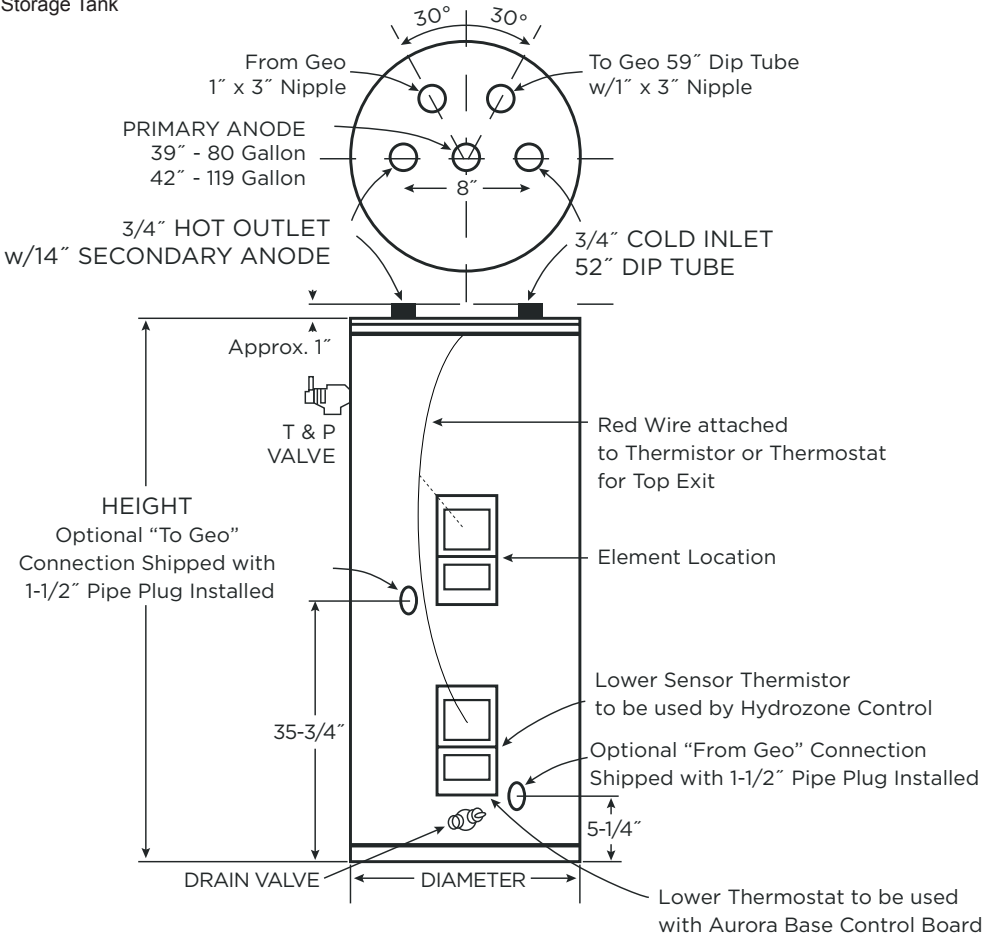 Storage Tank
30° 30°
From Geo
1˝ x 3˝ Nipple
To Geo 59˝ Dip Tube
w/1˝ x 3˝ Nipple
PRIMARY ANODE
39˝ - 80 Gallon
42˝ - 119 Gallon
8˝
3/4˝ HOT OUTLET
w/14˝ SECONDARY ANODE
3/4˝ COLD INLET
52˝ DIP TUBE
Approx. 1˝
T & P
VALVE
Red Wire attached
to Thermistor or Thermostat
for Top Exit
HEIGHT
Optional “To Geo”
Connection Shipped with
1-1/2˝ Pipe Plug Installed
Element Location
Lower Sensor Thermistor
to be used by Hydrozone Control
35-3/4˝
Optional “From Geo” Connection
Shipped with 1-1/2˝ Pipe Plug Installed
5-1/4˝
DRAIN VALVE
DIAMETER
Lower Thermostat to be used
with Aurora Base Control Board